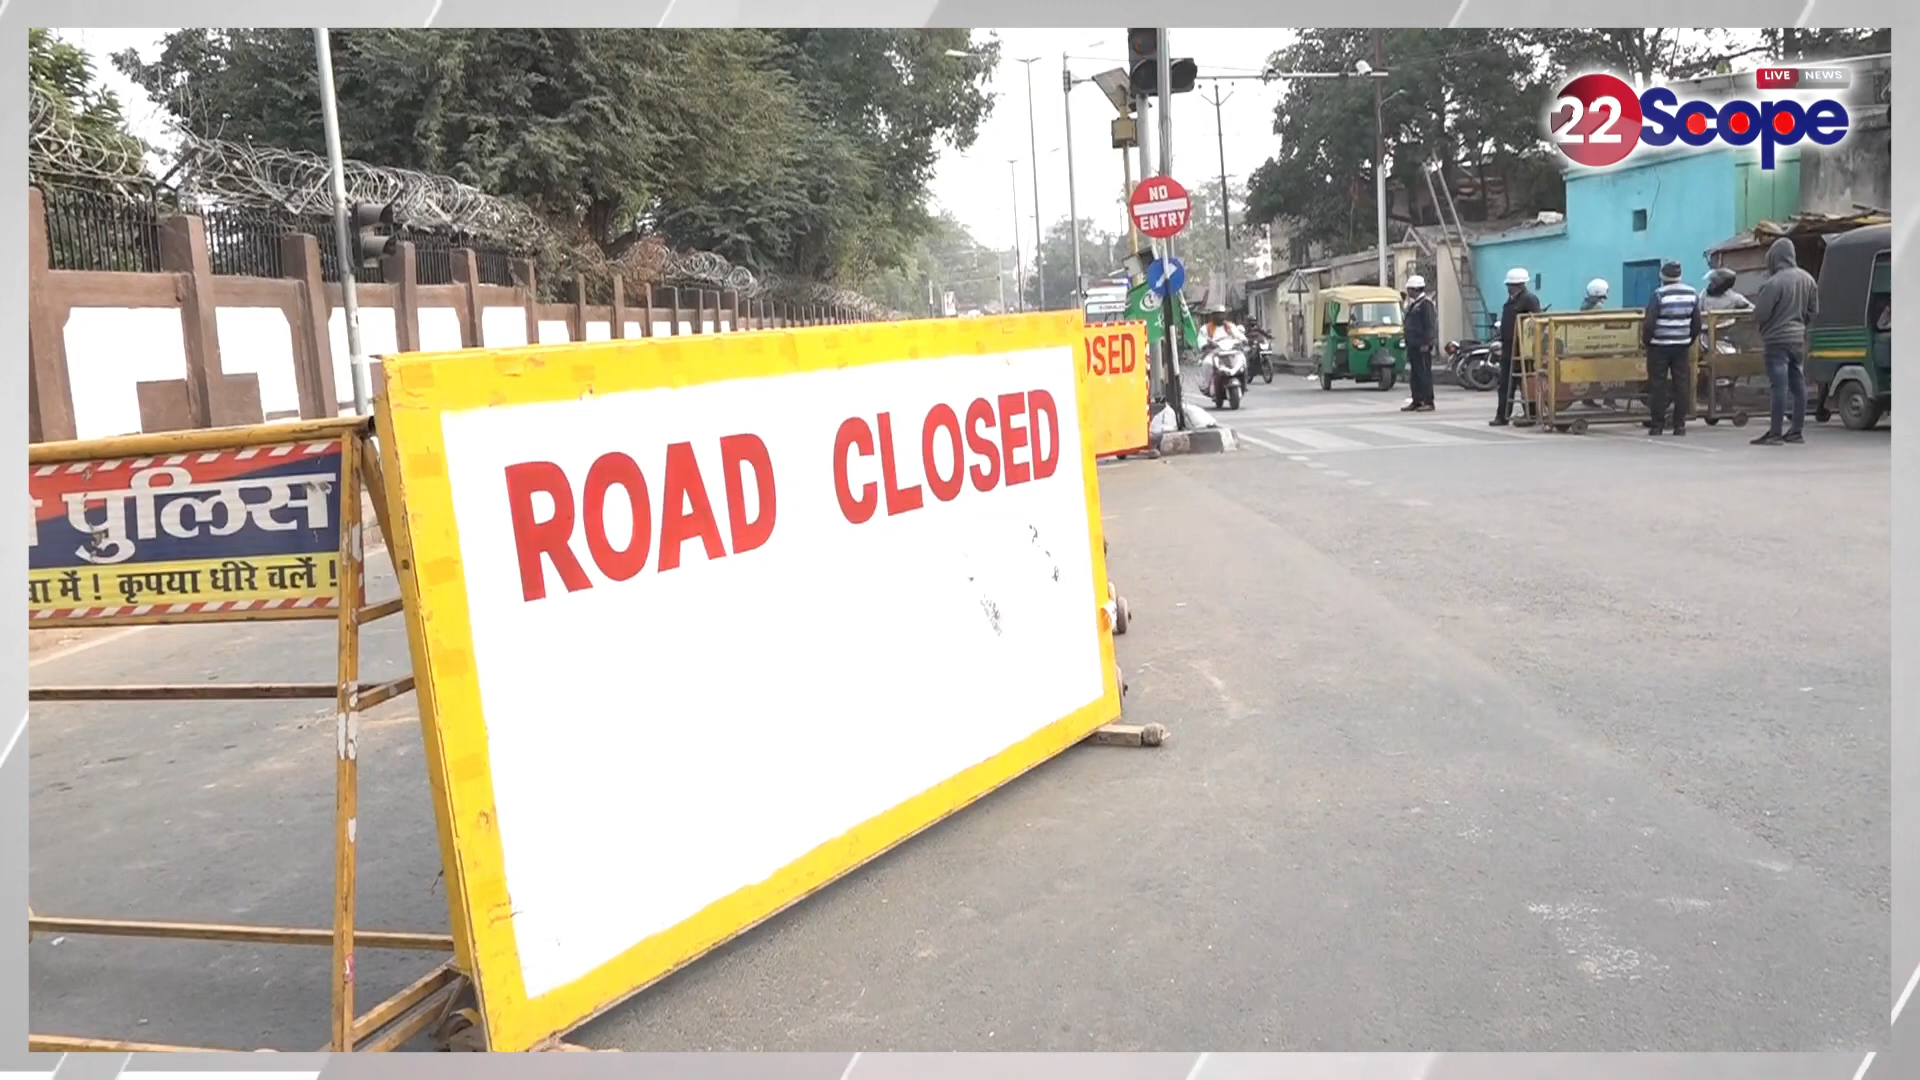 LIVE NEWS
22Scope
NO
ENTRY
OSED
ROAD CLOSED
पुलिस
में ! कृपया धीरे चलें !